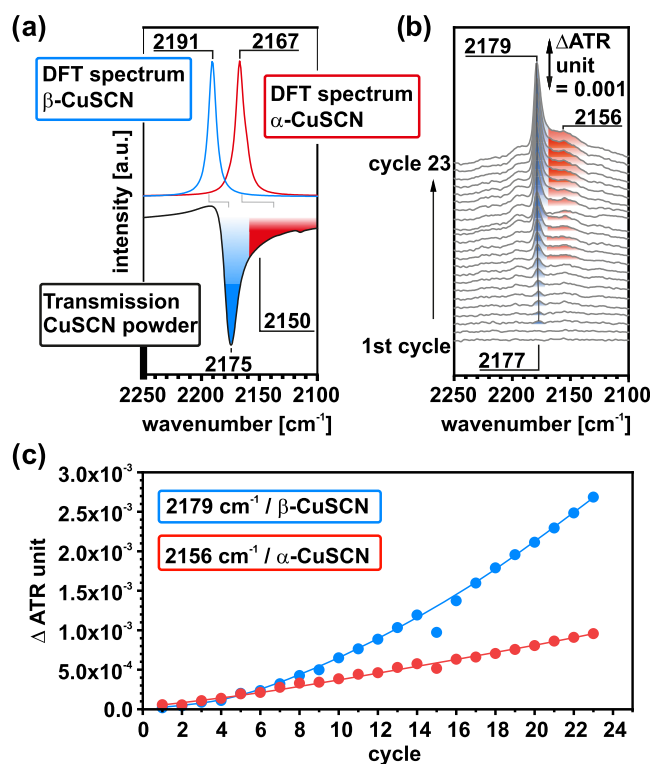 (a)
2191
2167
DFT spectrum
β-CuSCN
DFT spectrum
α-CuSCN
intensity [a.u.]
Transmission
CuSCN powder
2150
2175
2250 2200 2150 2100
wavenumber [cm⁻¹]
(b)
2179
ΔATR
unit
= 0.001
2156
cycle 23
1st cycle
2177
2250 2200 2150 2100
wavenumber [cm⁻¹]
(c)
3.0x10⁻³
2.5x10⁻³
2.0x10⁻³
1.5x10⁻³
1.0x10⁻³
5.0x10⁻⁴
0.0
Δ ATR unit
2179 cm⁻¹ / β-CuSCN
2156 cm⁻¹ / α-CuSCN
0 2 4 6 8 10 12 14 16 18 20 22 24
cycle